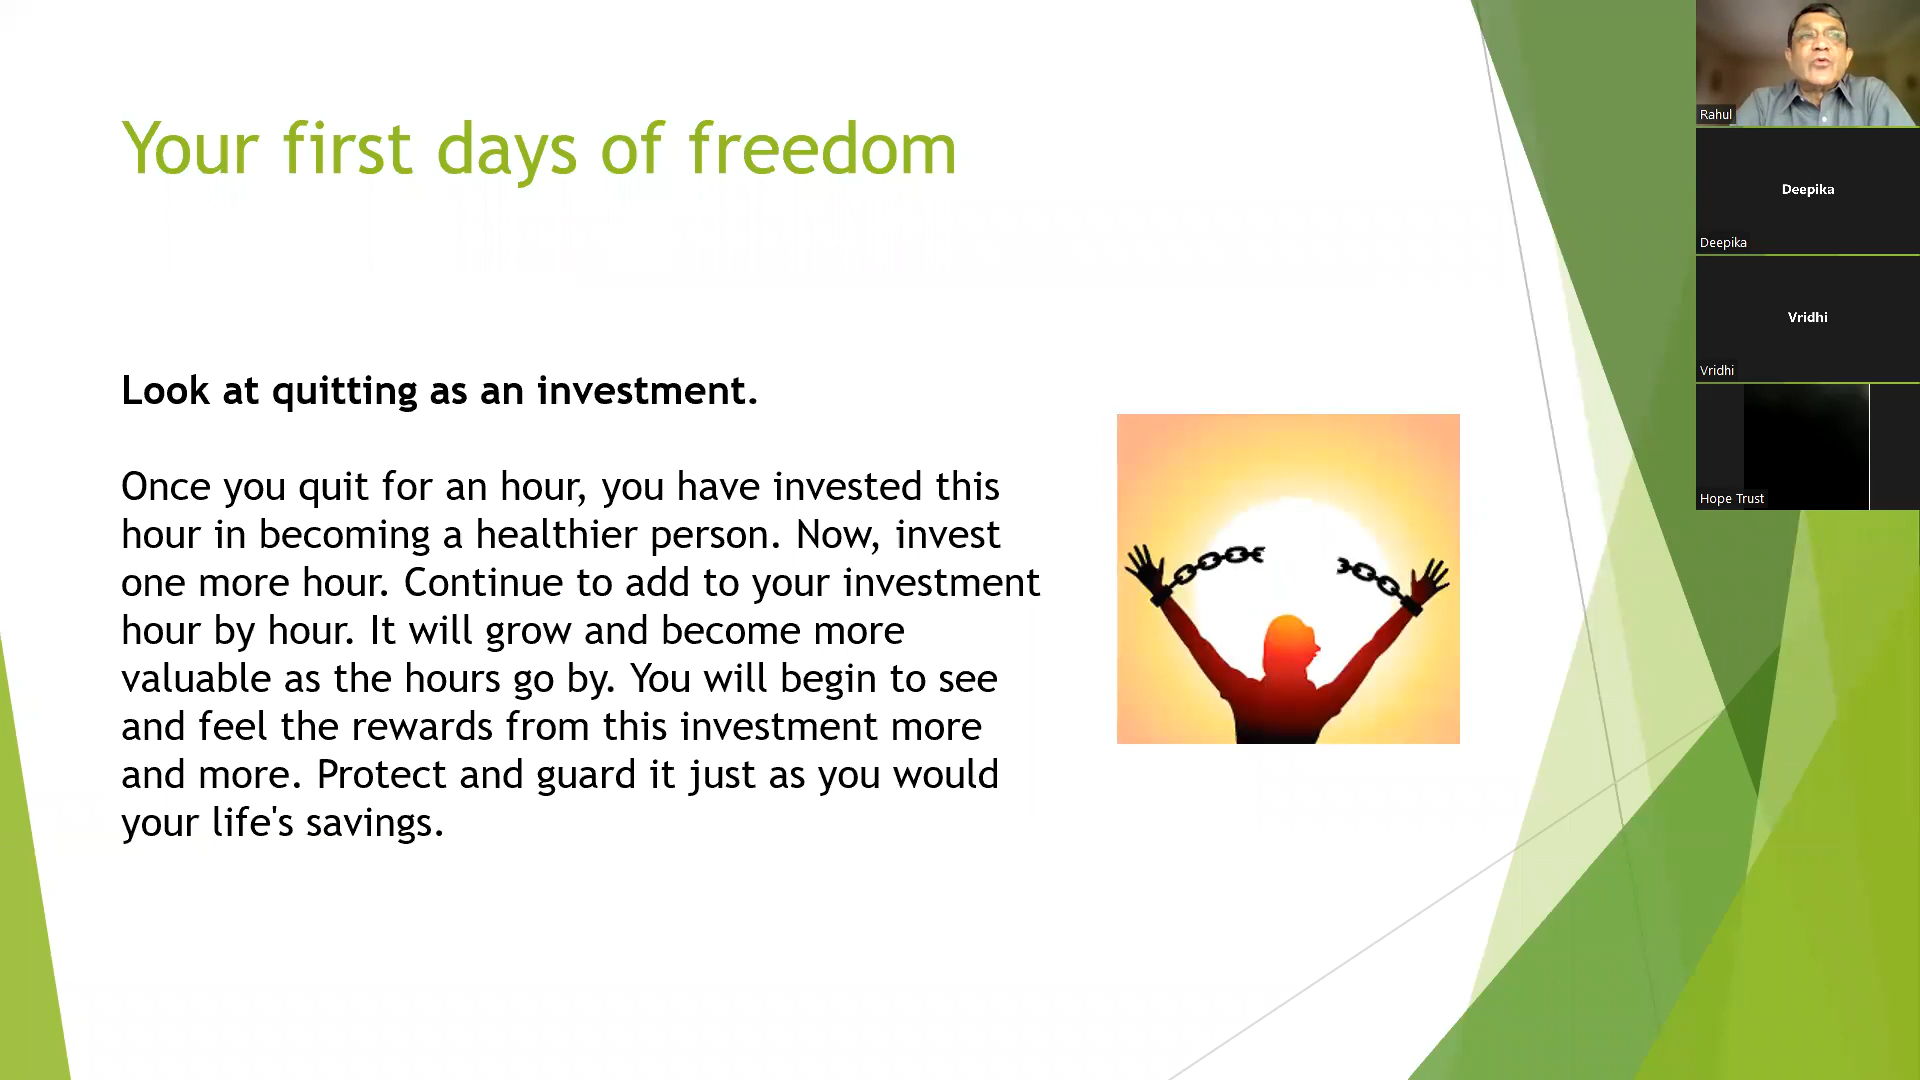 Your first days of freedom
Look at quitting as an investment.
Once you quit for an hour, you have invested this
hour in becoming a healthier person. Now, invest
one more hour. Continue to add to your investment
hour by hour. It will grow and become more
valuable as the hours go by. You will begin to see
and feel the rewards from this investment more
and more. Protect and guard it just as you would
your life's savings.
Rahul
Deepika
Deepika
Vridhi
Vridhi
Hope Trust